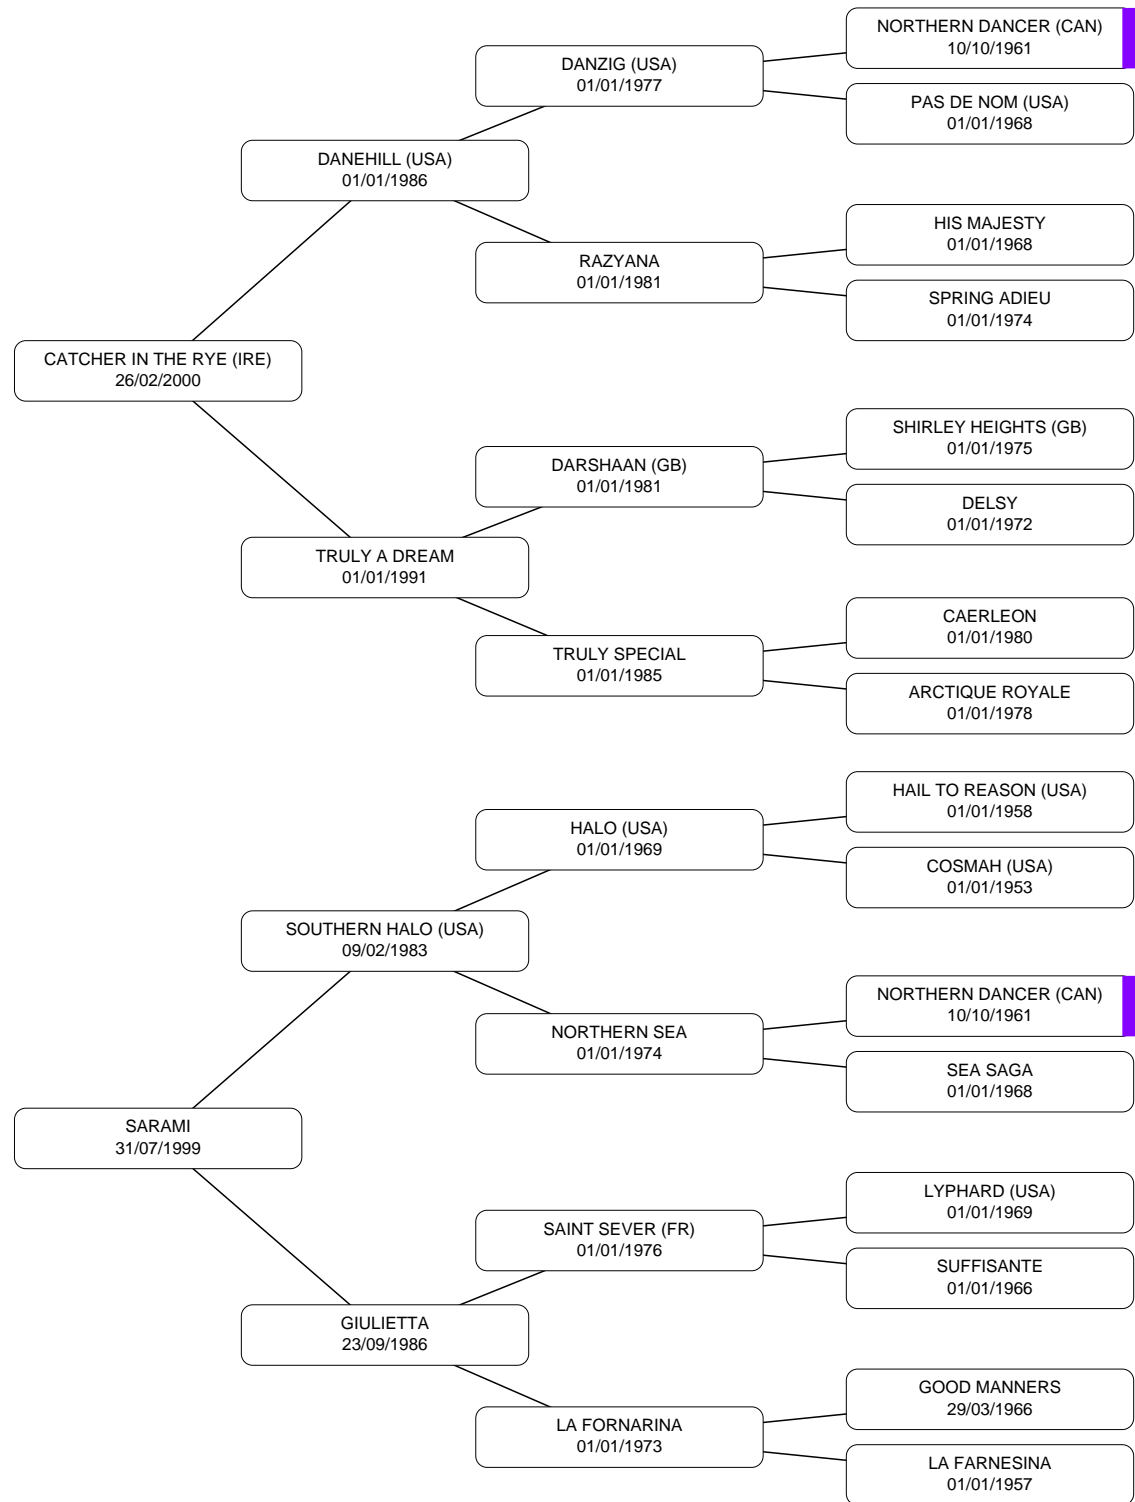 NORTHERN DANCER (CAN)
10/10/1961
DANZIG (USA)
01/01/1977
PAS DE NOM (USA)
01/01/1968
DANEHILL (USA)
01/01/1986
HIS MAJESTY
01/01/1968
RAZYANA
01/01/1981
SPRING ADIEU
01/01/1974
CATCHER IN THE RYE (IRE)
26/02/2000
SHIRLEY HEIGHTS (GB)
01/01/1975
DARSHAAN (GB)
01/01/1981
DELSY
01/01/1972
TRULY A DREAM
01/01/1991
CAERLEON
01/01/1980
TRULY SPECIAL
01/01/1985
ARCTIQUE ROYALE
01/01/1978
HAIL TO REASON (USA)
01/01/1958
HALO (USA)
01/01/1969
COSMAH (USA)
01/01/1953
SOUTHERN HALO (USA)
09/02/1983
NORTHERN DANCER (CAN)
10/10/1961
NORTHERN SEA
01/01/1974
SEA SAGA
01/01/1968
SARAMI
31/07/1999
LYPHARD (USA)
01/01/1969
SAINT SEVER (FR)
01/01/1976
SUFFISANTE
01/01/1966
GIULIETTA
23/09/1986
GOOD MANNERS
29/03/1966
LA FORNARINA
01/01/1973
LA FARNESINA
01/01/1957